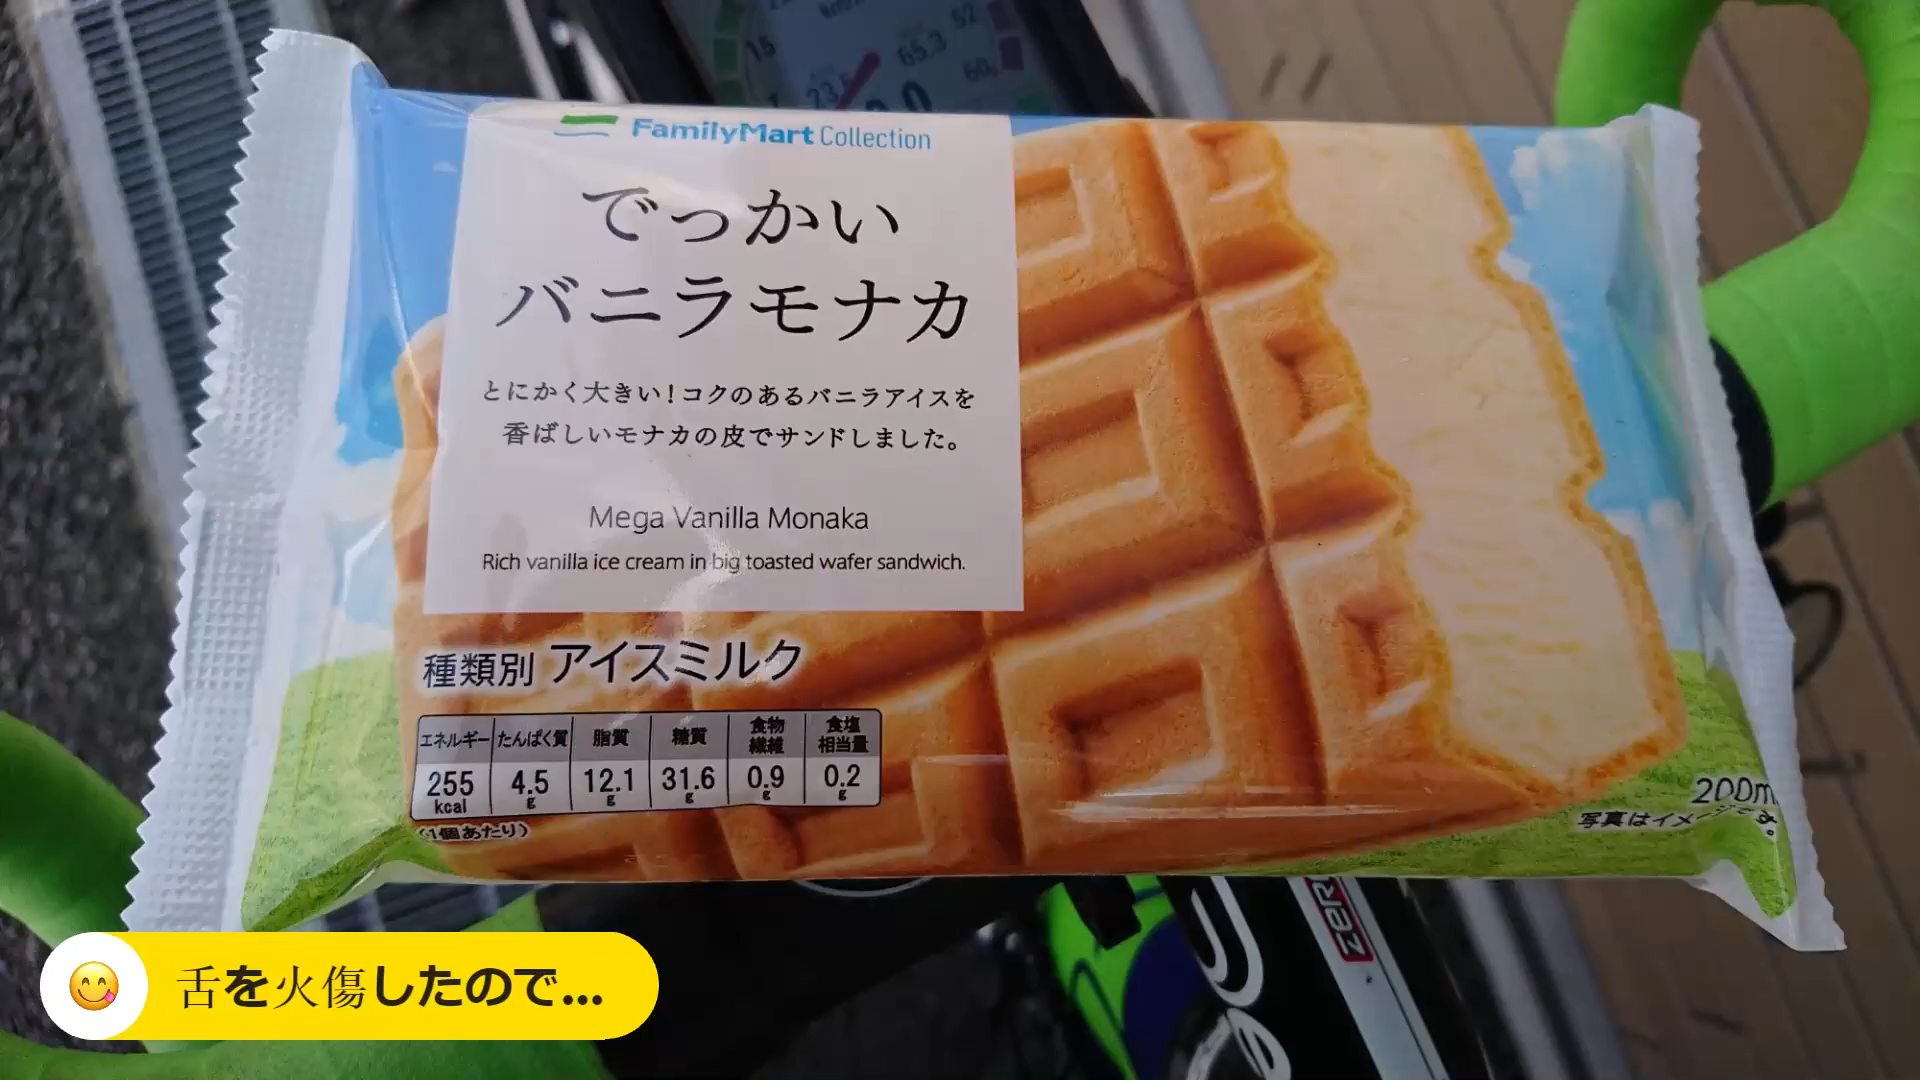 15
65.3
52
60
FamilyMart Collection
でっかい
バニラモナカ
とにかく大きい!コクのあるバニラアイスを
香ばしいモナカの皮でサンドしました。
Mega Vanilla Monaka
Rich vanilla ice cream in big toasted wafer sandwich.
種類別 アイスミルク
エネルギー たんぱく質 脂質 糖質 食物繊維 食塩相当量
255 kcal 4.5 g 12.1 g 31.6 g 0.9 g 0.2 g
(1個あたり)
200m
写真はイメージです。
舌を火傷したので...